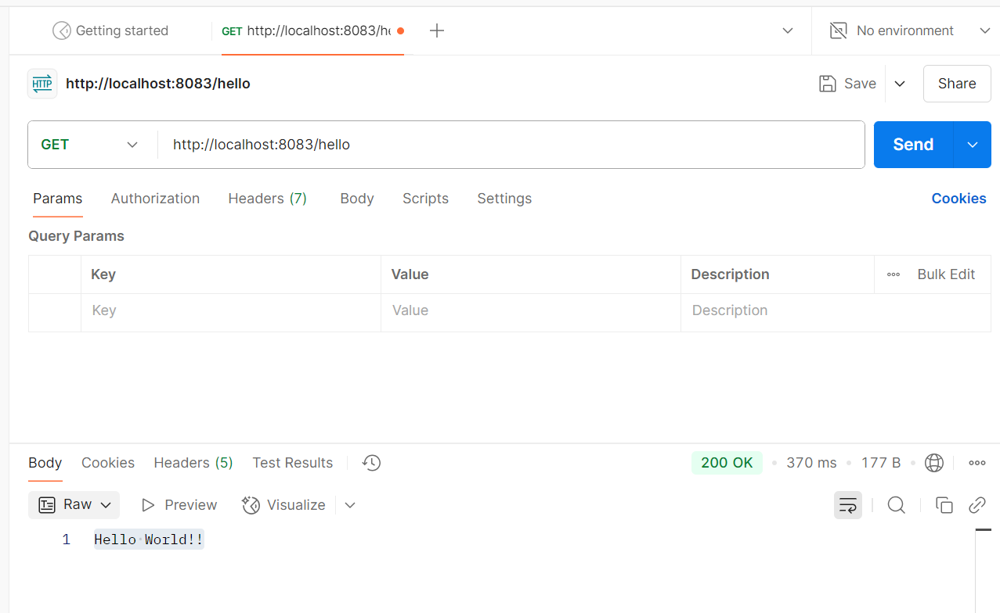 Getting started GET http://localhost:8083/he No environment
HTTP http://localhost:8083/hello Save Share
GET http://localhost:8083/hello Send
Params Authorization Headers (7) Body Scripts Settings Cookies
Query Params
Key Value Description Bulk Edit
Key Value Description
Body Cookies Headers (5) Test Results 200 OK 370 ms 177 B
Raw Preview Visualize
1 Hello World!!